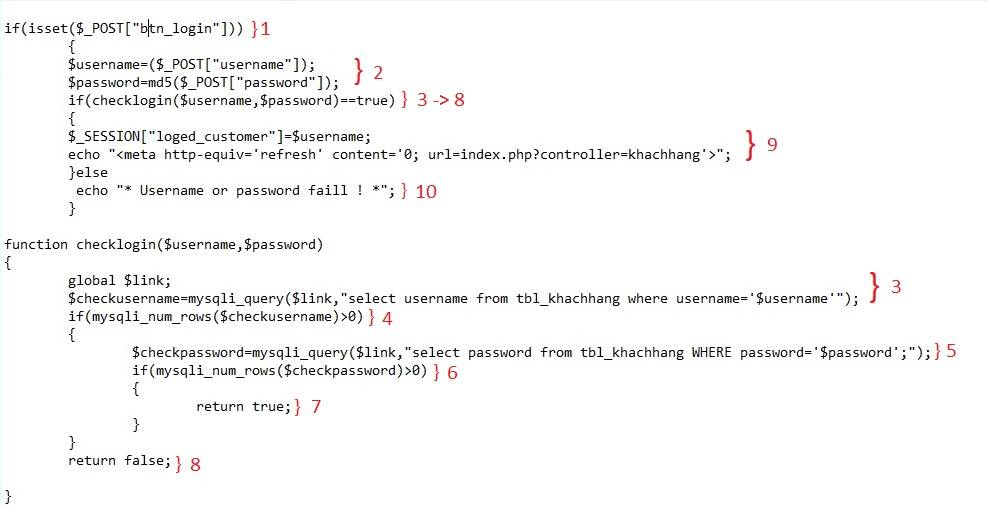 if(isset($_POST["btn_login"])) }1
{
$username=($_POST["username"]);
$password=md5($_POST["password"]); } 2
if(checklogin($username,$password)==true) } 3 -> 8
{
$_SESSION["loged_customer"]=$username;
echo "<meta http-equiv='refresh' content='0; url=index.php?controller=khachhang'>"; } 9
}else
echo "* Username or password faill ! *"; } 10
}
function checklogin($username,$password)
{
global $link;
$checkusername=mysqli_query($link,"select username from tbl_khachhang where username='$username'"); } 3
if(mysqli_num_rows($checkusername)>0) } 4
{
$checkpassword=mysqli_query($link,"select password from tbl_khachhang WHERE password='$password';");} 5
if(mysqli_num_rows($checkpassword)>0) } 6
{
return true;} 7
}
}
return false;} 8
}